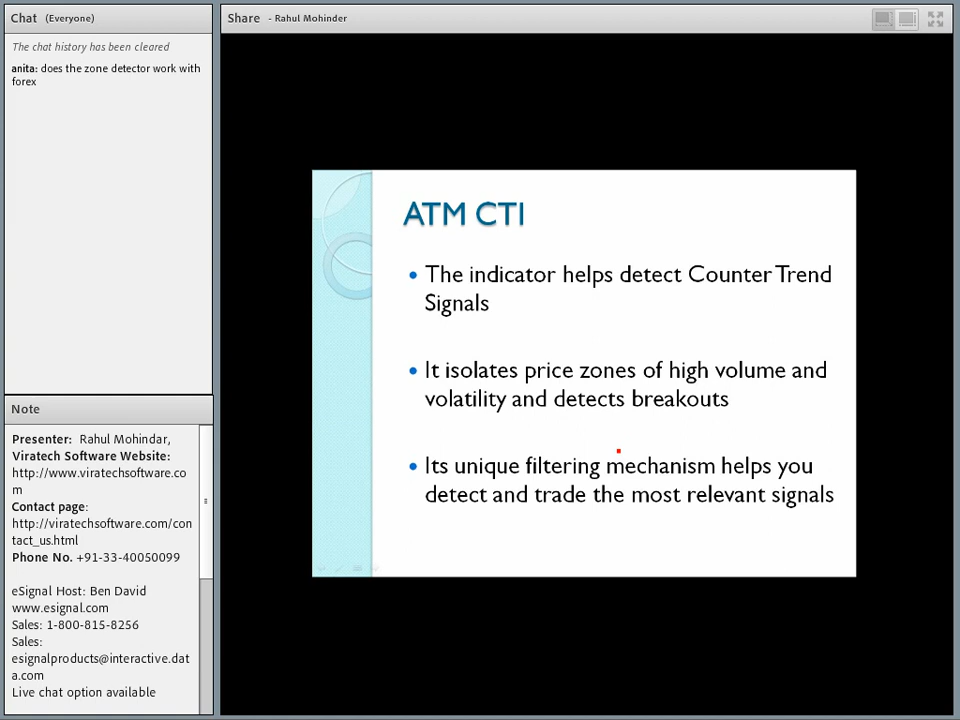 Chat (Everyone)
The chat history has been cleared
anita: does the zone detector work with
forex
Note
Presenter: Rahul Mohindar,
Viratech Software Website:
http://www.viratechsoftware.co
m
Contact page:
http://viratechsoftware.com/con
tact_us.html
Phone No. +91-33-40050099
eSignal Host: Ben David
www.esignal.com
Sales: 1-800-815-8256
Sales:
esignalproducts@interactive.dat
a.com
Live chat option available
Share - Rahul Mohinder
ATM CTI
• The indicator helps detect Counter Trend
Signals
• It isolates price zones of high volume and
volatility and detects breakouts
• Its unique filtering mechanism helps you
detect and trade the most relevant signals